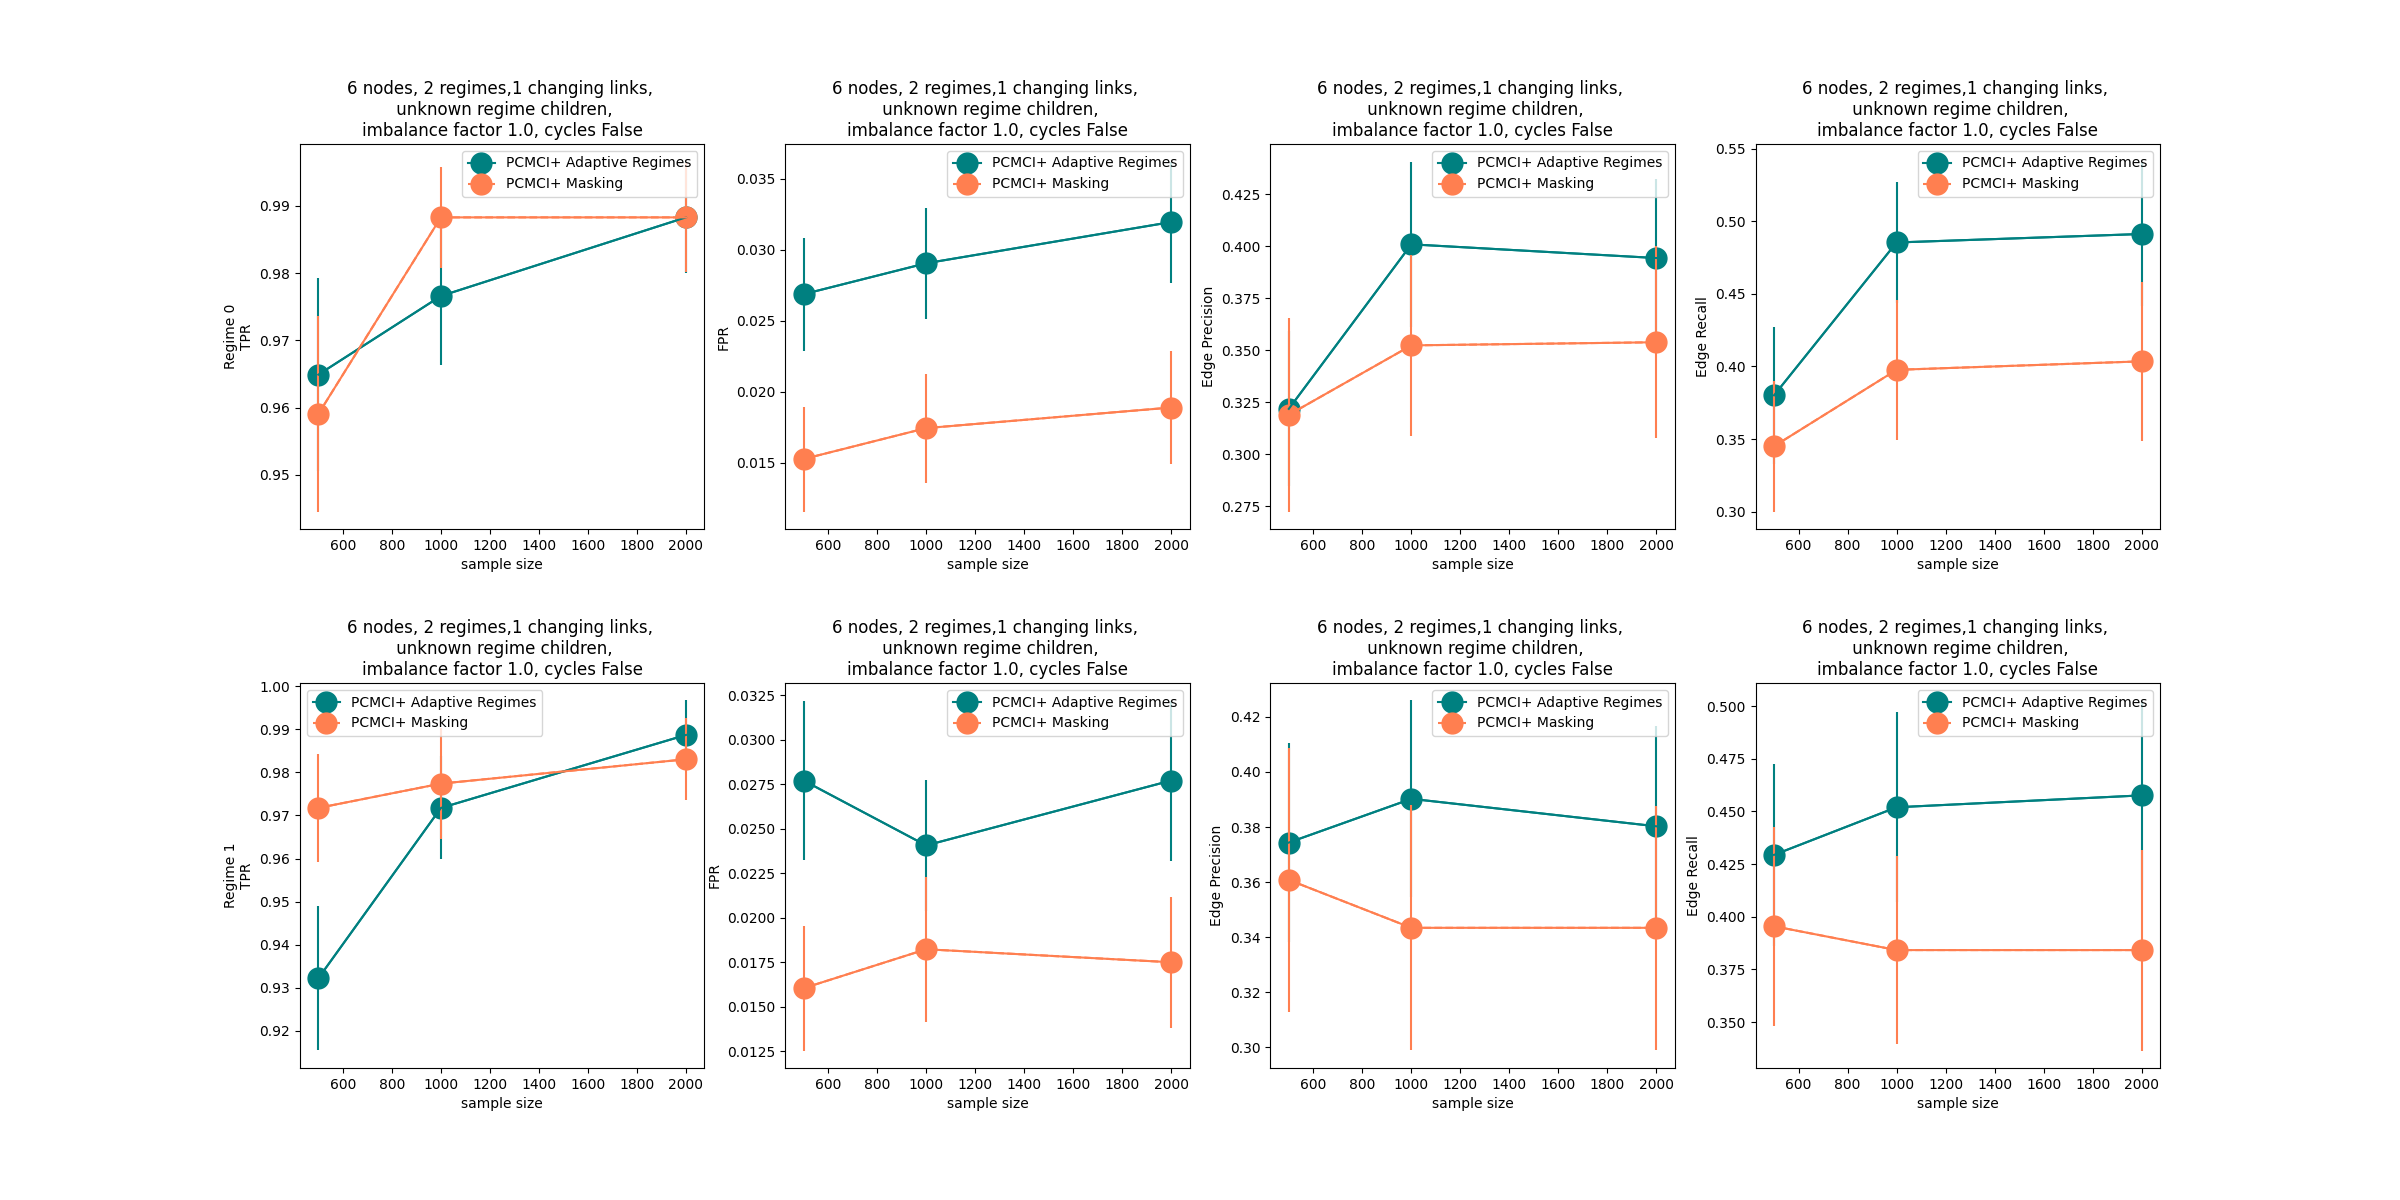 6 nodes, 2 regimes,1 changing links,
unknown regime children,
imbalance factor 1.0, cycles False
PCMCI+ Adaptive Regimes
PCMCI+ Masking
0.99
0.98
0.97
0.96
0.95
Regime 0
TPR
600 800 1000 1200 1400 1600 1800 2000
sample size
6 nodes, 2 regimes,1 changing links,
unknown regime children,
imbalance factor 1.0, cycles False
PCMCI+ Adaptive Regimes
PCMCI+ Masking
0.035
0.030
0.025
0.020
0.015
FPR
600 800 1000 1200 1400 1600 1800 2000
sample size
6 nodes, 2 regimes,1 changing links,
unknown regime children,
imbalance factor 1.0, cycles False
PCMCI+ Adaptive Regimes
PCMCI+ Masking
0.425
0.400
0.375
0.350
0.325
0.300
0.275
Edge Precision
600 800 1000 1200 1400 1600 1800 2000
sample size
6 nodes, 2 regimes,1 changing links,
unknown regime children,
imbalance factor 1.0, cycles False
PCMCI+ Adaptive Regimes
PCMCI+ Masking
0.55
0.50
0.45
0.40
0.35
0.30
Edge Recall
600 800 1000 1200 1400 1600 1800 2000
sample size
6 nodes, 2 regimes,1 changing links,
unknown regime children,
imbalance factor 1.0, cycles False
PCMCI+ Adaptive Regimes
PCMCI+ Masking
1.00
0.99
0.98
0.97
0.96
0.95
0.94
0.93
0.92
Regime 1
TPR
600 800 1000 1200 1400 1600 1800 2000
sample size
6 nodes, 2 regimes,1 changing links,
unknown regime children,
imbalance factor 1.0, cycles False
PCMCI+ Adaptive Regimes
PCMCI+ Masking
0.0325
0.0300
0.0275
0.0250
0.0225
0.0200
0.0175
0.0150
0.0125
FPR
600 800 1000 1200 1400 1600 1800 2000
sample size
6 nodes, 2 regimes,1 changing links,
unknown regime children,
imbalance factor 1.0, cycles False
PCMCI+ Adaptive Regimes
PCMCI+ Masking
0.42
0.40
0.38
0.36
0.34
0.32
0.30
Edge Precision
600 800 1000 1200 1400 1600 1800 2000
sample size
6 nodes, 2 regimes,1 changing links,
unknown regime children,
imbalance factor 1.0, cycles False
PCMCI+ Adaptive Regimes
PCMCI+ Masking
0.500
0.475
0.450
0.425
0.400
0.375
0.350
Edge Recall
600 800 1000 1200 1400 1600 1800 2000
sample size